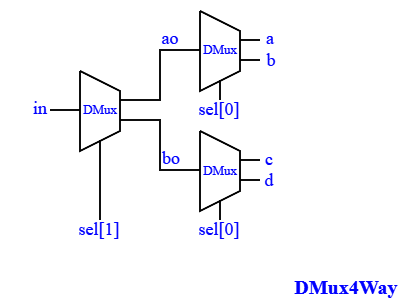 ao
DMux
a
b
in
DMux
sel[0]
bo
DMux
c
d
sel[1]
sel[0]
DMux4Way